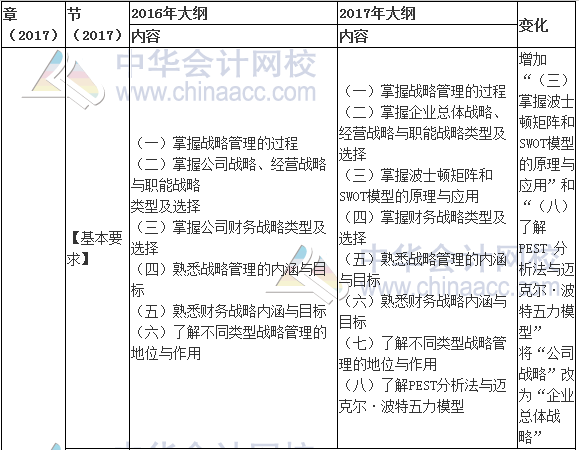 章
（2017）
节
（2017）
2016年大纲
2017年大纲
变化
内容
内容
【基本要
求】
（一）掌握战略管理的过程
（二）掌握公司战略、经营战略
与职能战略
类型及选择
（三）掌握公司财务战略类型及
选择
（四）熟悉战略管理的内涵与目
标
（五）熟悉财务战略内涵与目标
（六）了解不同类型战略管理的
地位与作用
（一）掌握战略管理的过程
（二）掌握企业总体战略、
经营战略与职能战略类型及
选择
（三）掌握波士顿矩阵和
SWOT模型的原理与应用
（四）掌握财务战略类型及
选择
（五）熟悉战略管理的内涵
与目标
（六）熟悉财务战略内涵与
目标
（七）了解不同类型战略管
理的地位与作用
（八）了解PEST分析法与迈
克尔·波特五力模型
增加
“（三）
掌握波士
顿矩阵和
SWOT模型
的原理与
应用”和
“（八）
了解
PEST 分
析法与迈
克尔·波
特五力模
型”
将“公司
战略”改
为“企业
总体战
略”
中华会计网校
www.chinaacc.com
中华会计网校
www.chinaacc.com